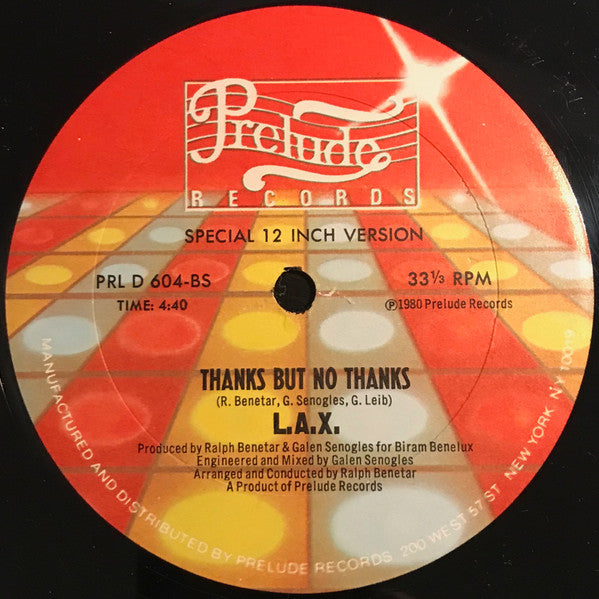 Prelude
RECORDS
SPECIAL 12 INCH VERSION
PRL D 604-BS
33⅓ RPM
TIME: 4:40
Ⓟ1980 Prelude Records
THANKS BUT NO THANKS
(R. Benetar, G. Senogles, G. Leib)
L.A.X.
Produced by Ralph Benetar & Galen Senogles for Biram Benelux
Engineered and Mixed by Galen Senogles
Arranged and Conducted by Ralph Benetar
A Product of Prelude Records
MANUFACTURED AND DISTRIBUTED BY PRELUDE RECORDS 200 WEST 57 ST. NEW YORK NY 10019